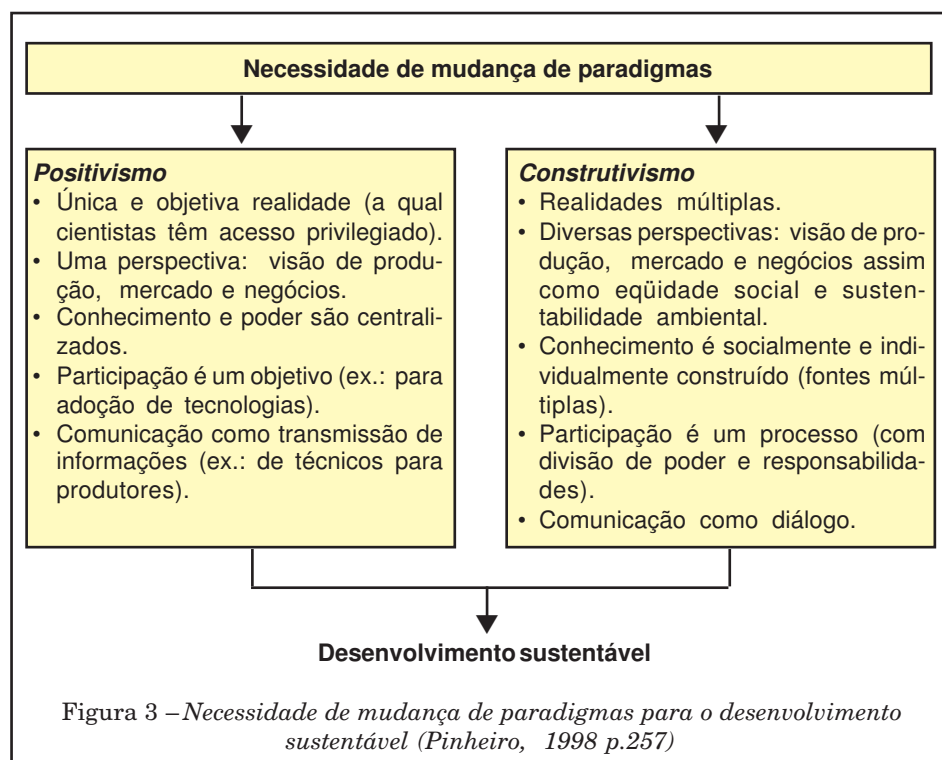 Necessidade de mudança de paradigmas
Positivismo
• Única e objetiva realidade (a qual
cientistas têm acesso privilegiado).
• Uma perspectiva: visão de produ-
ção, mercado e negócios.
• Conhecimento e poder são centrali-
zados.
• Participação é um objetivo (ex.: para
adoção de tecnologias).
• Comunicação como transmissão de
informações (ex.: de técnicos para
produtores).
Construtivismo
• Realidades múltiplas.
• Diversas perspectivas: visão de pro-
dução, mercado e negócios assim
como eqüidade social e susten-
tabilidade ambiental.
• Conhecimento é socialmente e indi-
vidualmente construído (fontes múl-
tiplas).
• Participação é um processo (com
divisão de poder e responsabilida-
des).
• Comunicação como diálogo.
Desenvolvimento sustentável
Figura 3 – Necessidade de mudança de paradigmas para o desenvolvimento
sustentável (Pinheiro, 1998 p.257)